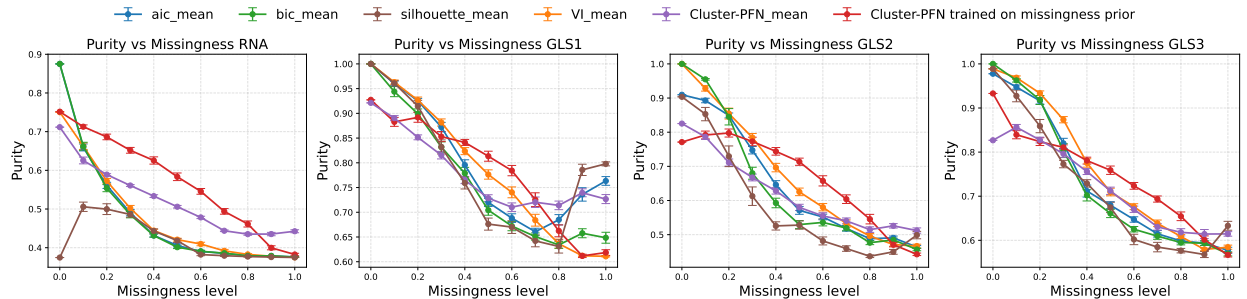 aic_mean bic_mean silhouette_mean VI_mean Cluster-PFN_mean Cluster-PFN trained on missingness prior
Purity vs Missingness RNA Purity vs Missingness GLS1 Purity vs Missingness GLS2 Purity vs Missingness GLS3
Purity
0.9
0.8
0.7
0.6
0.5
0.4
0.0 0.2 0.4 0.6 0.8 1.0
Missingness level
Purity
1.00
0.95
0.90
0.85
0.80
0.75
0.70
0.65
0.60
0.0 0.2 0.4 0.6 0.8 1.0
Missingness level
Purity
1.0
0.9
0.8
0.7
0.6
0.5
0.0 0.2 0.4 0.6 0.8 1.0
Missingness level
Purity
1.0
0.9
0.8
0.7
0.6
0.0 0.2 0.4 0.6 0.8 1.0
Missingness level